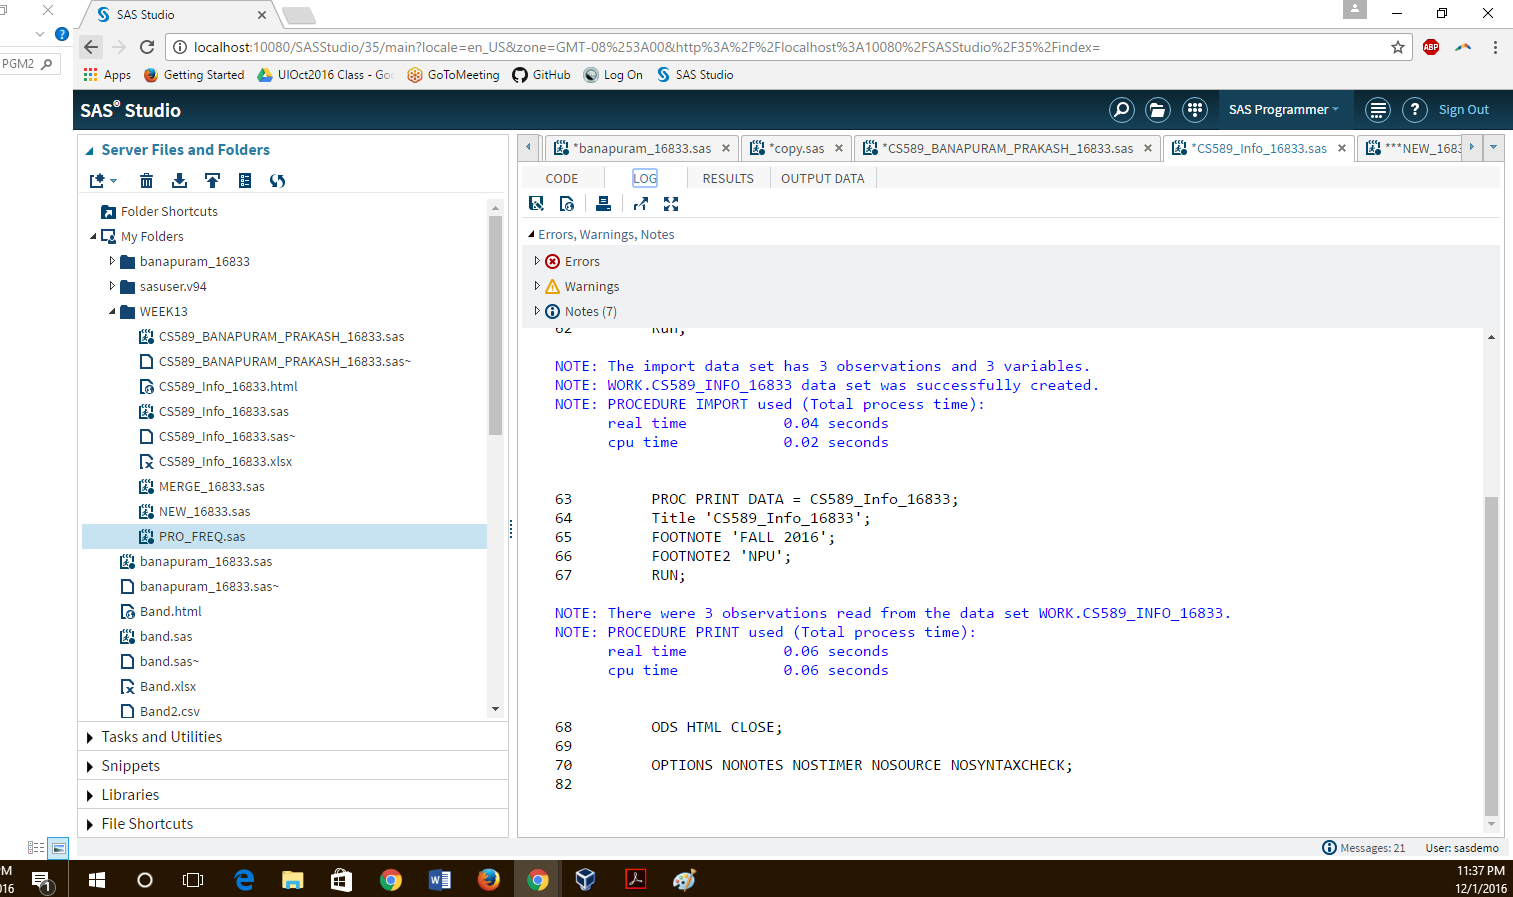 SAS Studio
PGM2
localhost:10080/SASStudio/35/main?locale=en_US&zone=GMT-08%253A00&http%3A%2F%2Flocalhost%3A10080%2FSASStudio%2F35%2Findex=
ABP
Apps Getting Started UIOct2016 Class - Go GoToMeeting GitHub Log On SAS Studio
SAS® Studio
SAS Programmer
Sign Out
Server Files and Folders
Folder Shortcuts
My Folders
banapuram_16833
sasuser.v94
WEEK13
CS589_BANAPURAM_PRAKASH_16833.sas
CS589_BANAPURAM_PRAKASH_16833.sas~
CS589_Info_16833.html
CS589_Info_16833.sas
CS589_Info_16833.sas~
CS589_Info_16833.xlsx
MERGE_16833.sas
NEW_16833.sas
PRO_FREQ.sas
banapuram_16833.sas
banapuram_16833.sas~
Band.html
band.sas
band.sas~
Band.xlsx
Band2.csv
Tasks and Utilities
Snippets
Libraries
File Shortcuts
*banapuram_16833.sas *copy.sas *CS589_BANAPURAM_PRAKASH_16833.sas *CS589_Info_16833.sas ***NEW_1683
CODE LOG RESULTS OUTPUT DATA
Errors, Warnings, Notes
Errors
Warnings
Notes (7)
62 Run;
NOTE: The import data set has 3 observations and 3 variables.
NOTE: WORK.CS589_INFO_16833 data set was successfully created.
NOTE: PROCEDURE IMPORT used (Total process time):
real time 0.04 seconds
cpu time 0.02 seconds
63 PROC PRINT DATA = CS589_Info_16833;
64 Title 'CS589_Info_16833';
65 FOOTNOTE 'FALL 2016';
66 FOOTNOTE2 'NPU';
67 RUN;
NOTE: There were 3 observations read from the data set WORK.CS589_INFO_16833.
NOTE: PROCEDURE PRINT used (Total process time):
real time 0.06 seconds
cpu time 0.06 seconds
68 ODS HTML CLOSE;
69
70 OPTIONS NONOTES NOSTIMER NOSOURCE NOSYNTAXCHECK;
82
Messages: 21 User: sasdemo
PM
016
1
11:37 PM
12/1/2016